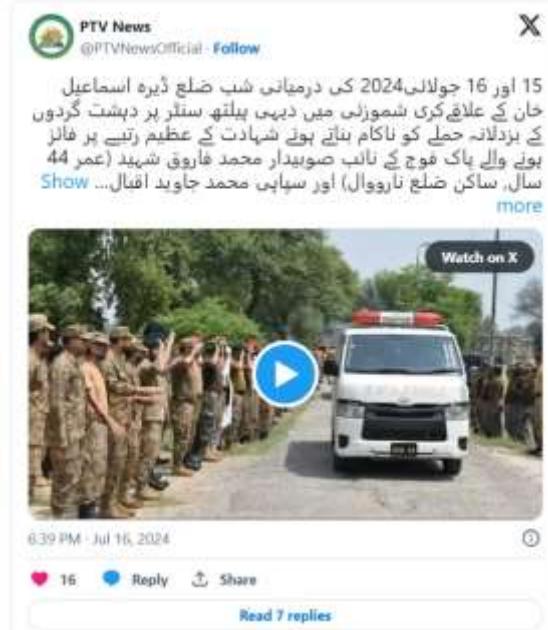 PTV News
@PTVNewsOfficial · Follow
15 اور 16 جولائی2024 کی درمیانی شب ضلع ڈیرہ اسماعیل
خان کے علاقےکری شموزئی میں دیہی ہیلتھ سنٹر پر دہشت گردوں
کے بزدلانہ حملے کو ناکام بناتے ہوئے شہادت کے عظیم رتبے پر فائز
ہونے والے پاک فوج کے نائب صوبیدار محمد فاروق شہید (عمر 44
سال, ساکن ضلع نارووال) اور سپاہی محمد جاوید اقبال... Show
more
Watch on X
6:39 PM · Jul 16, 2024
16 Reply Share
Read 7 replies